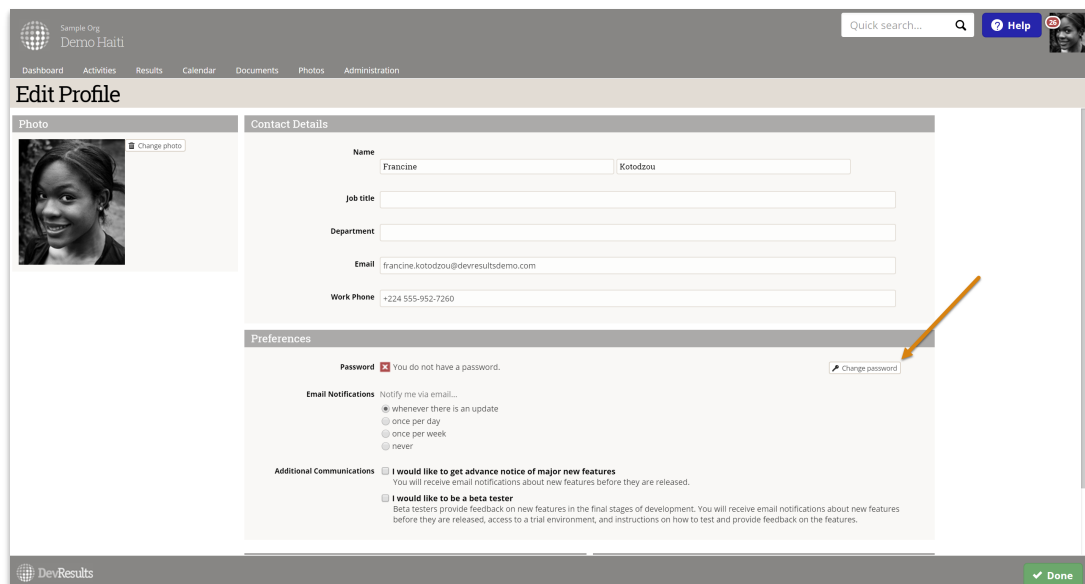 Sample Org
Demo Haiti
Quick search...
Help
26
Dashboard Activities Results Calendar Documents Photos Administration
Edit Profile
Photo
Change photo
Contact Details
Name
Francine Kotodzou
Job title
Department
Email francine.kotodzou@devresultsdemo.com
Work Phone +224 555-952-7260
Preferences
Password You do not have a password. Change password
Email Notifications Notify me via email...
whenever there is an update
once per day
once per week
never
Additional Communications I would like to get advance notice of major new features
You will receive email notifications about new features before they are released.
I would like to be a beta tester
Beta testers provide feedback on new features in the final stages of development. You will receive email notifications about new features
before they are released, access to a trial environment, and instructions on how to test and provide feedback on the features.
DevResults
Done